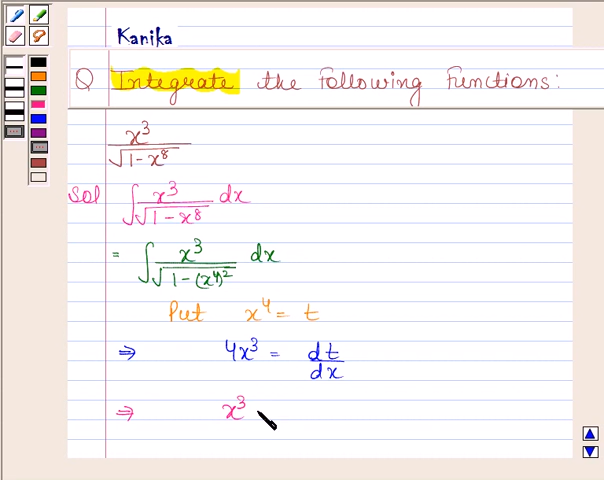 Kanika
Q Integrate the Following Functions:
x³/√(1-x⁸)
Sol ∫ x³/√(1-x⁸) dx
= ∫ x³/√(1-(x⁴)²) dx
Put x⁴ = t
⇒ 4x³ = dt/dx
⇒ x³